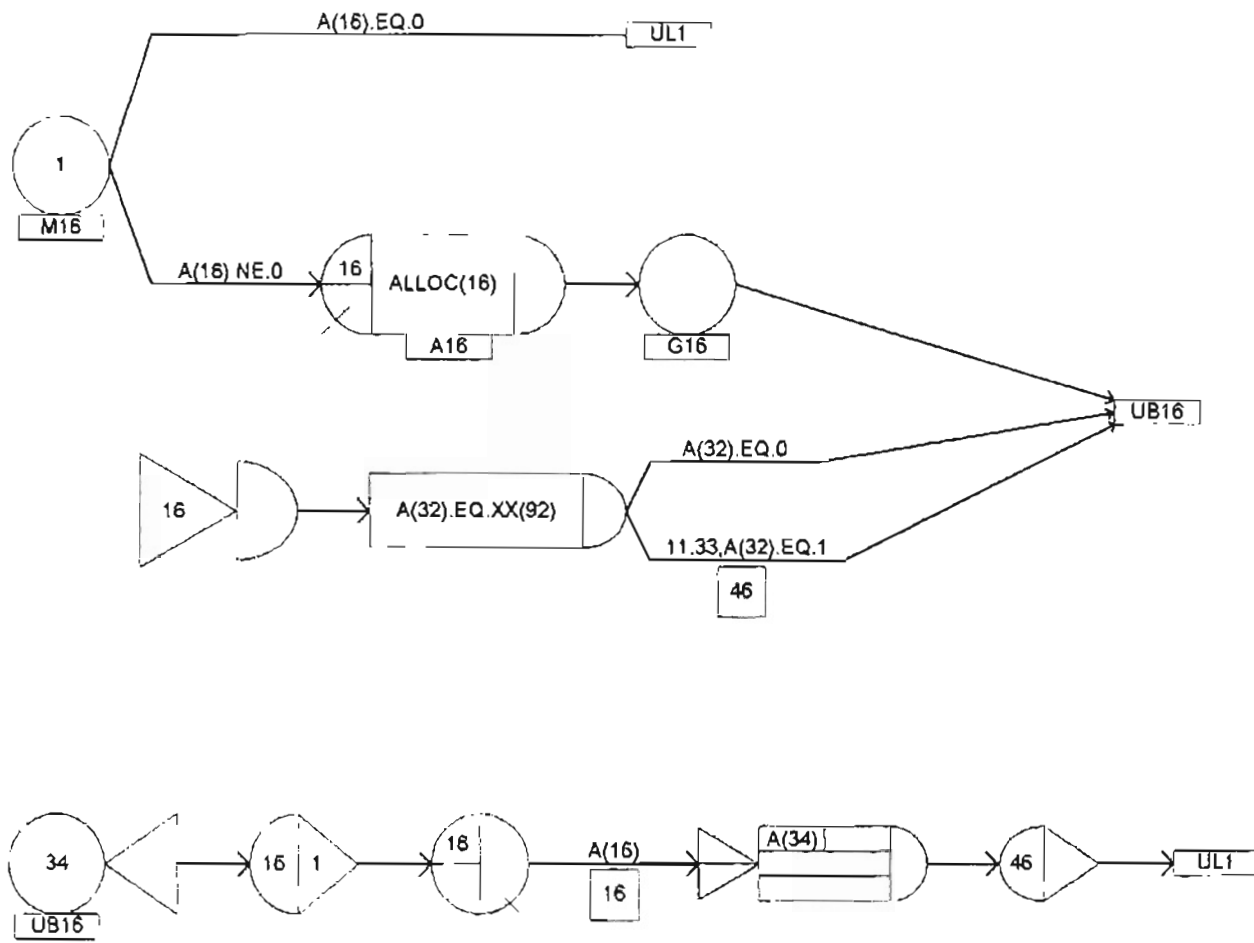 A(16).EQ.0
UL1
1
M16
A(16) NE.0
16
ALLOC(16)
A16
G16
UB16
A(32).EQ.0
16
A(32).EQ.XX(92)
11.33,A(32).EQ.1
46
34
UB16
16
1
16
A(16)
16
A(34)
46
UL1